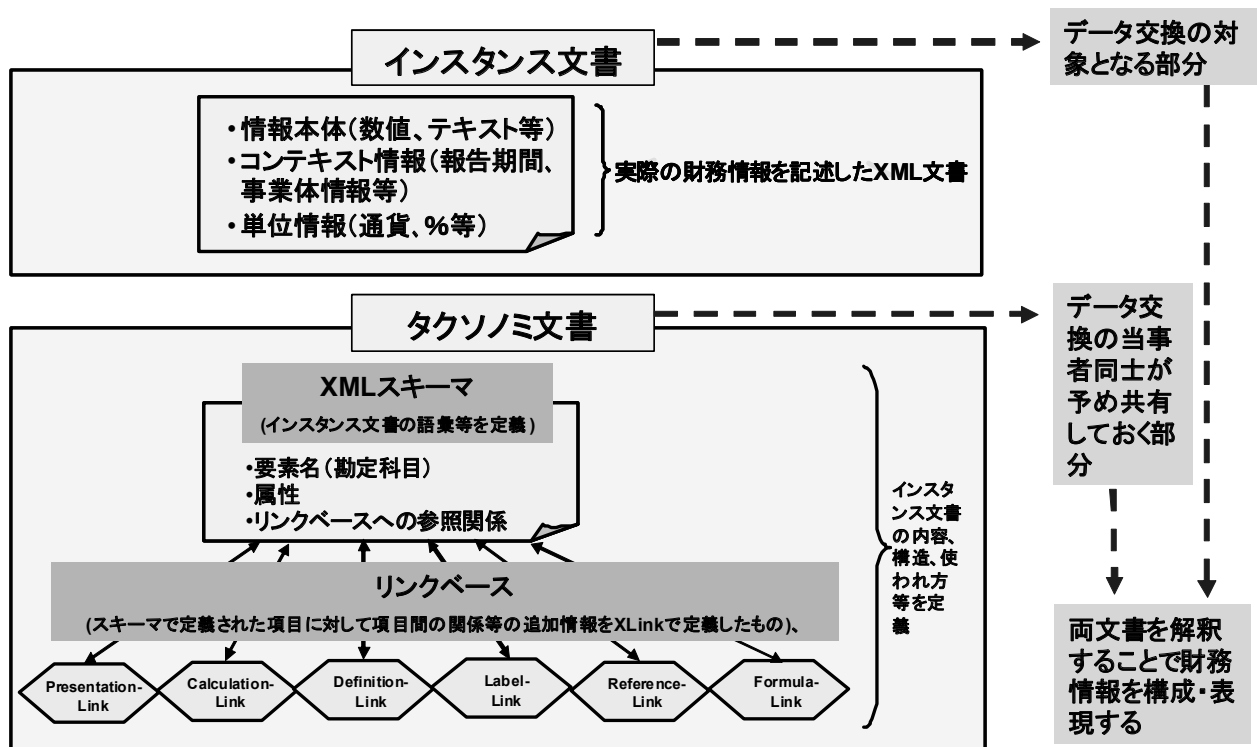 インスタンス文書
データ交換の対
象となる部分
・情報本体(数値、テキスト等)
・コンテキスト情報(報告期間、
事業体情報等)
・単位情報(通貨、%等)
実際の財務情報を記述したXML文書
タクソノミ文書
データ交
換の当事
者同士が
予め共有
しておく部
分
XMLスキーマ
(インスタンス文書の語彙等を定義)
・要素名(勘定科目)
・属性
・リンクベースへの参照関係
インスタ
ンス文書
の内容、
構造、使
われ方
等を定
義
リンクベース
(スキーマで定義された項目に対して項目間の関係等の追加情報をXLinkで定義したもの)、
Presentation-
Link
Calculation-
Link
Definition-
Link
Label-
Link
Reference-
Link
Formula-
Link
両文書を解釈
することで財務
情報を構成・表
現する